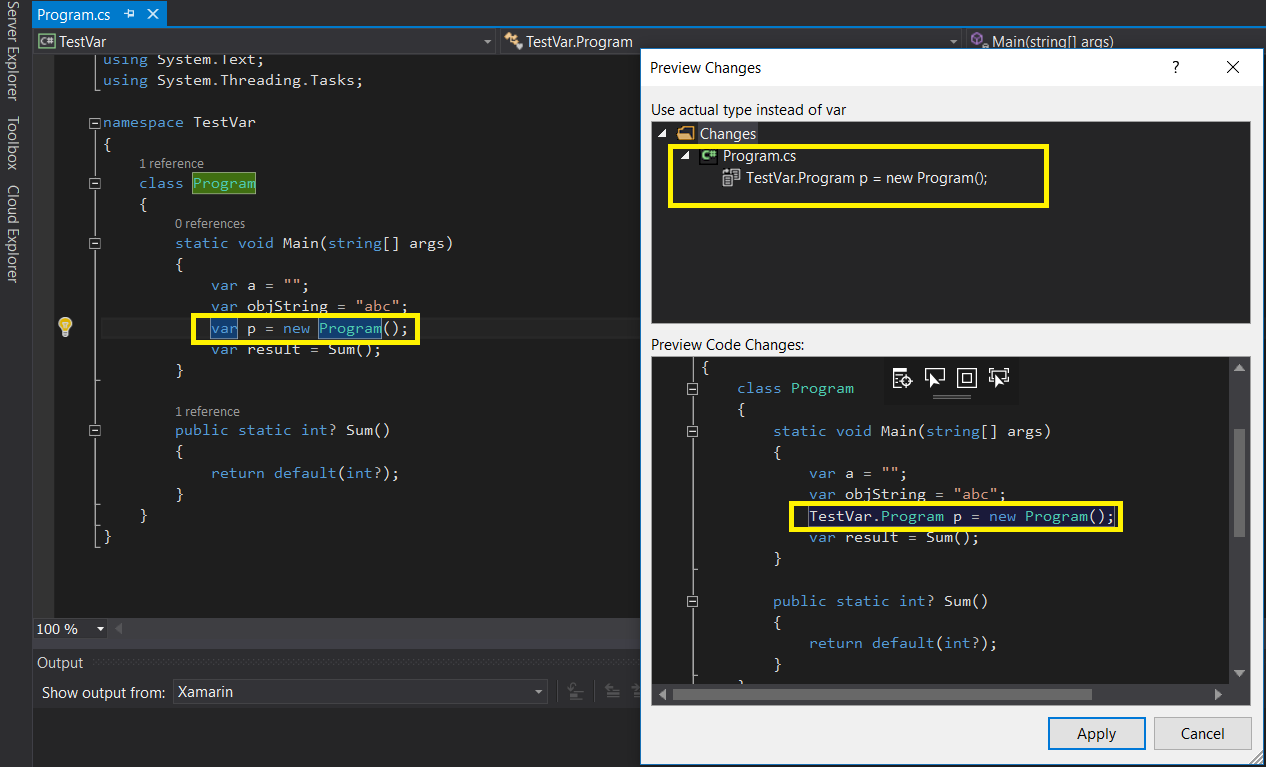 Server Explorer
Toolbox
Cloud Explorer
Program.cs
C# TestVar
TestVar.Program
Main(string[] args)
using System.Text;
using System.Threading.Tasks;
namespace TestVar
{
1 reference
class Program
{
0 references
static void Main(string[] args)
{
var a = "";
var objString = "abc";
var p = new Program();
var result = Sum();
}
1 reference
public static int? Sum()
{
return default(int?);
}
}
}
100 %
Output
Show output from: Xamarin
Preview Changes
?
Use actual type instead of var
Changes
C# Program.cs
TestVar.Program p = new Program();
Preview Code Changes:
{
class Program
{
static void Main(string[] args)
{
var a = "";
var objString = "abc";
TestVar.Program p = new Program();
var result = Sum();
}
public static int? Sum()
{
return default(int?);
}
Apply
Cancel